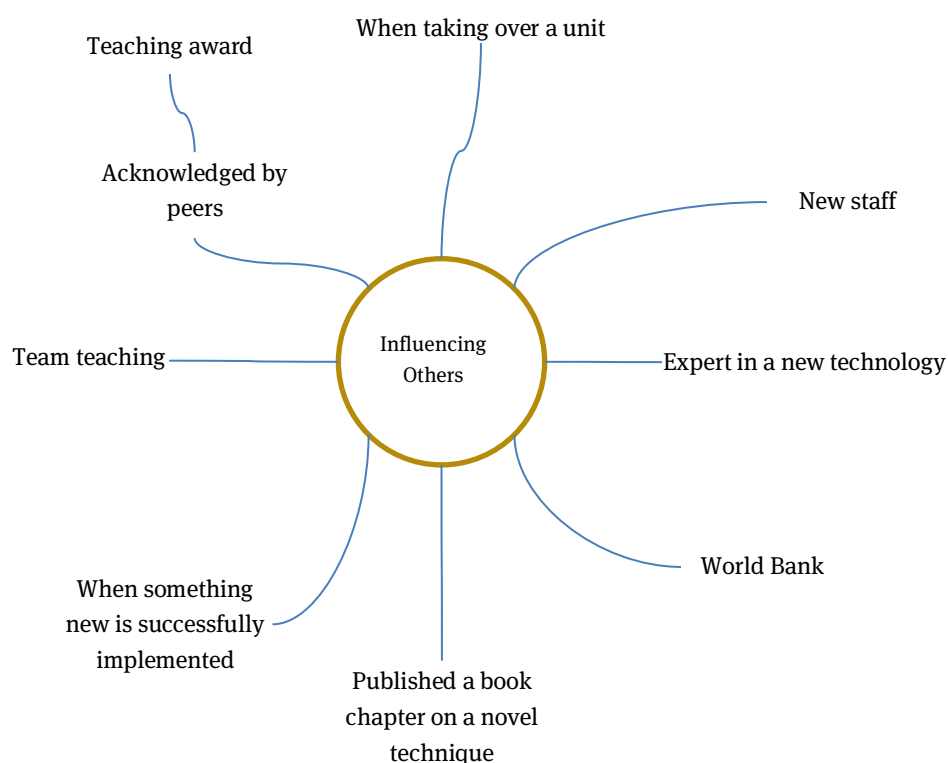 When taking over a unit
Teaching award
Acknowledged by
peers
New staff
Influencing
Others
Team teaching
Expert in a new technology
World Bank
When something
new is successfully
implemented
Published a book
chapter on a novel
technique